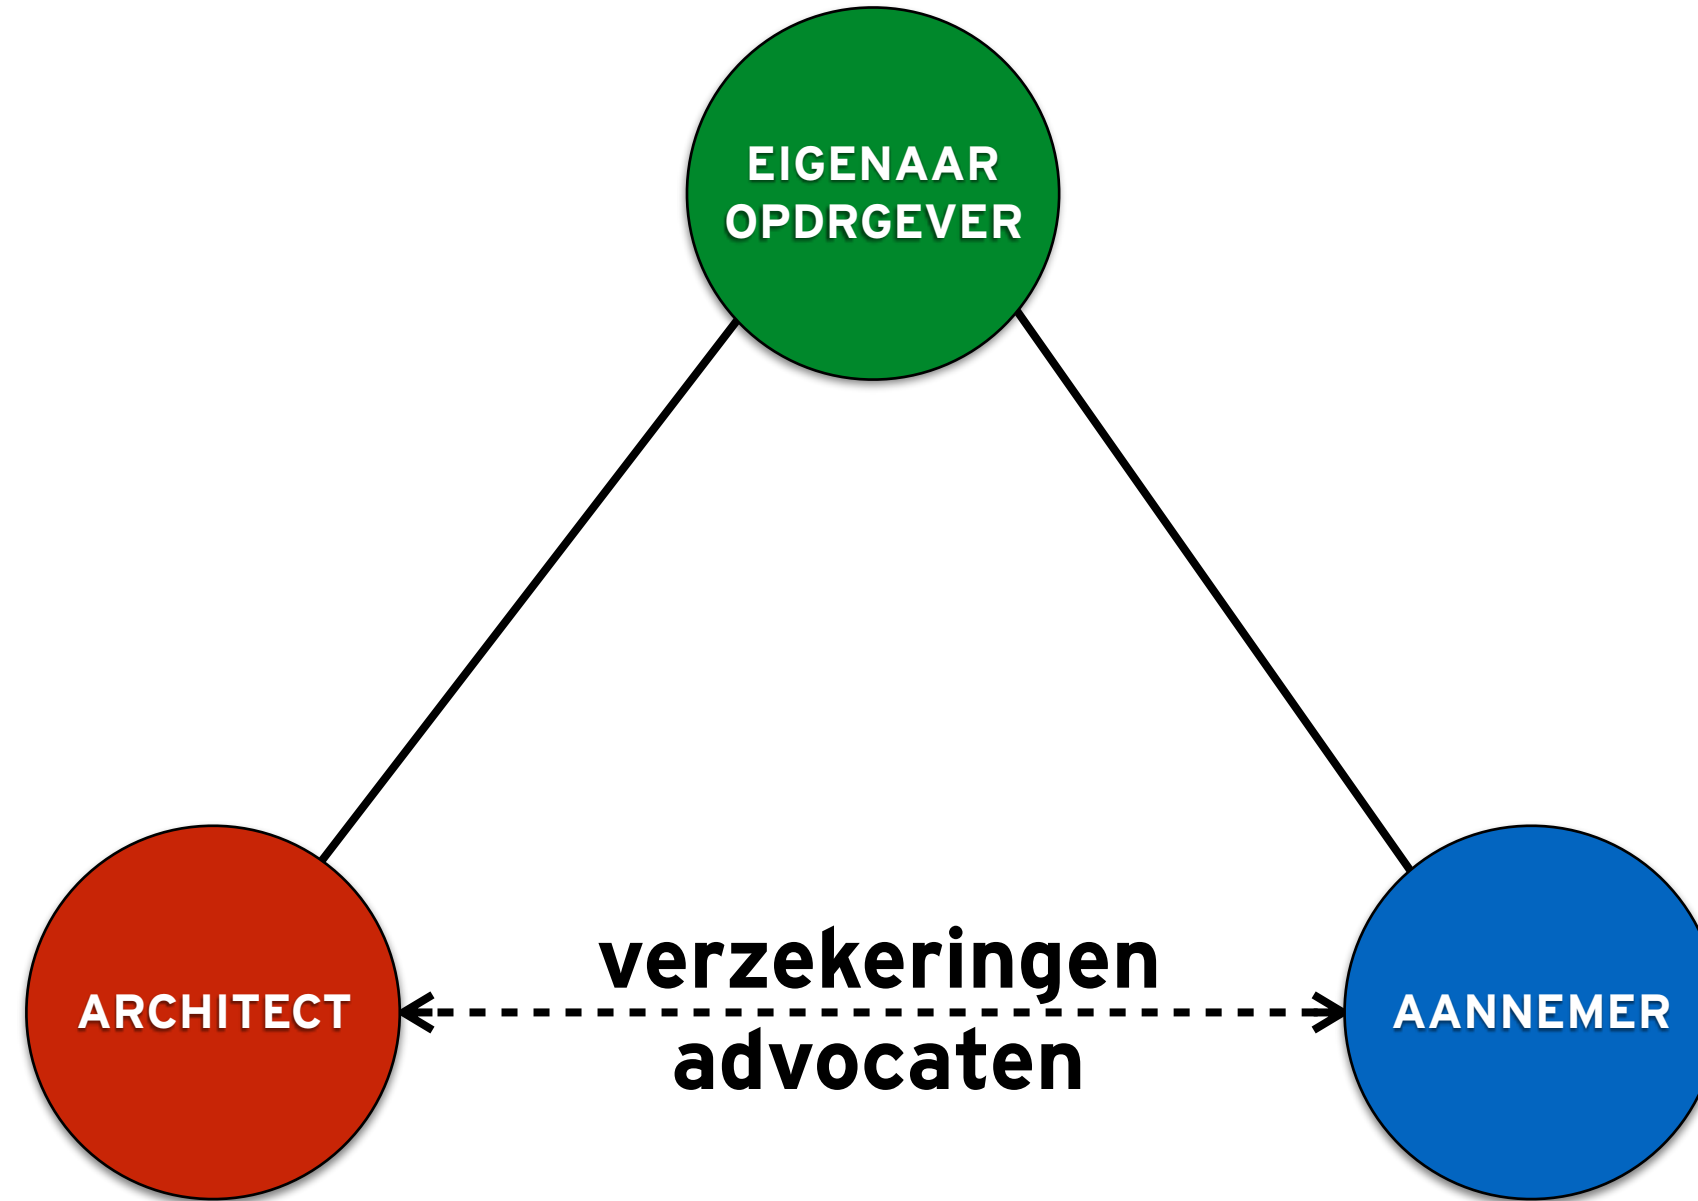 EIGENAAR
OPDRGEVER
verzekeringen
ARCHITECT
AANNEMER
advocaten